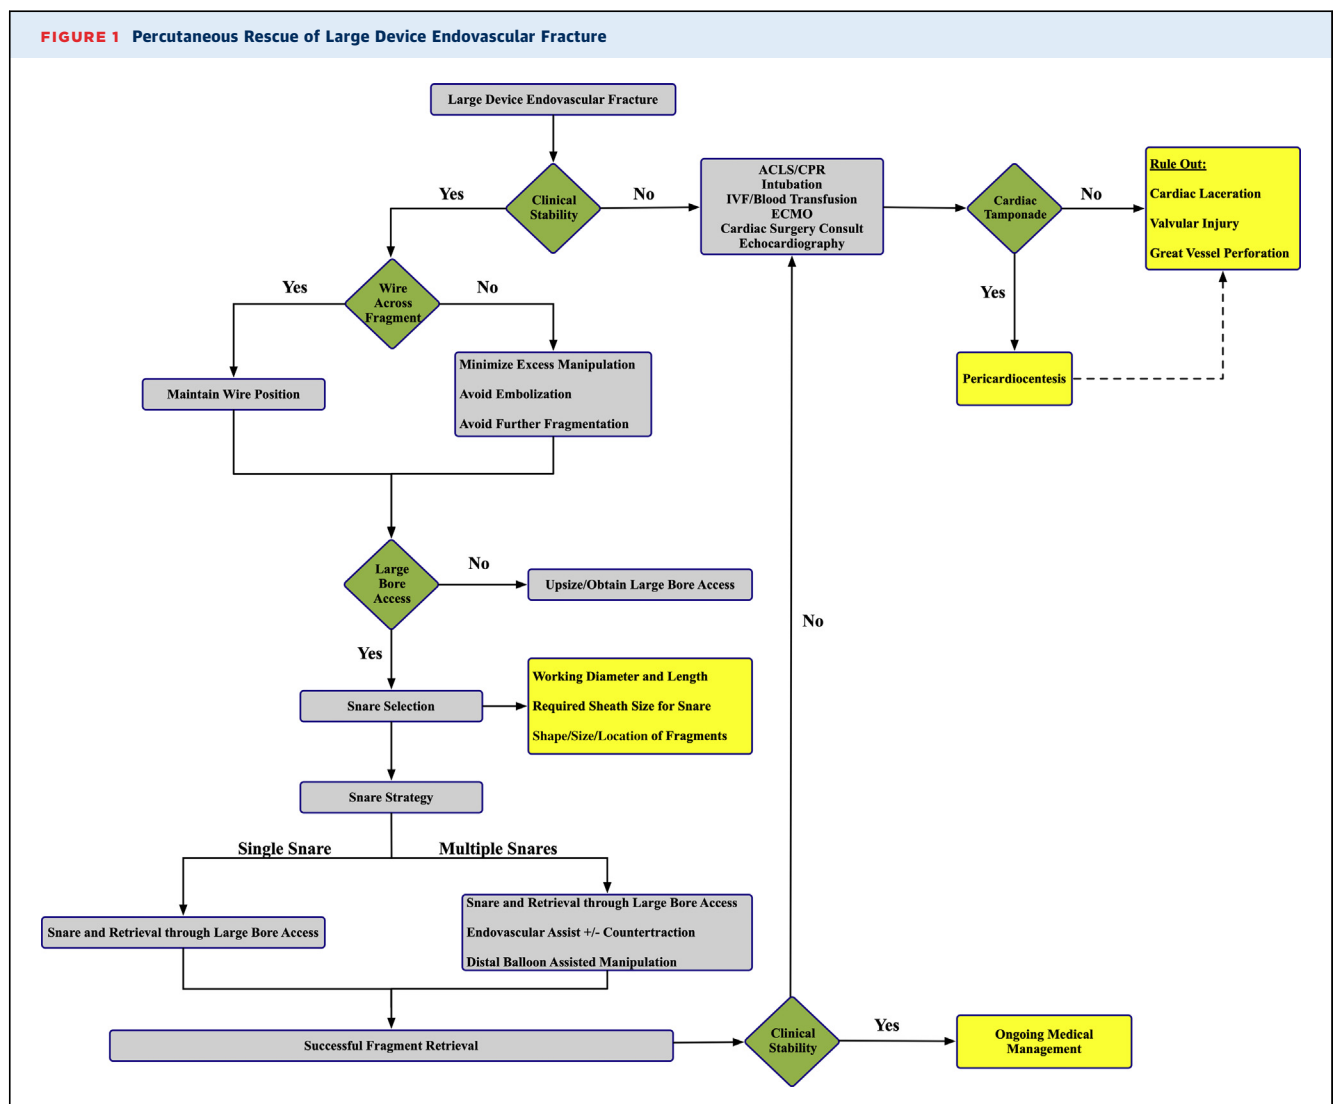 FIGURE 1 Percutaneous Rescue of Large Device Endovascular Fracture
Large Device Endovascular Fracture
Clinical
Stability
Yes
No
ACLS/CPR
Intubation
IVF/Blood Transfusion
ECMO
Cardiac Surgery Consult
Echocardiography
Cardiac
Tamponade
No
Rule Out:
Cardiac Laceration
Valvular Injury
Great Vessel Perforation
Yes
Pericardiocentesis
Wire
Across
Fragment
Yes
No
Maintain Wire Position
Minimize Excess Manipulation
Avoid Embolization
Avoid Further Fragmentation
Large
Bore
Access
No
Upsize/Obtain Large Bore Access
Yes
Snare Selection
Working Diameter and Length
Required Sheath Size for Snare
Shape/Size/Location of Fragments
Snare Strategy
Single Snare
Multiple Snares
Snare and Retrieval through Large Bore Access
Snare and Retrieval through Large Bore Access
Endovascular Assist +/- Countertraction
Distal Balloon Assisted Manipulation
Successful Fragment Retrieval
Clinical
Stability
No
Yes
Ongoing Medical
Management